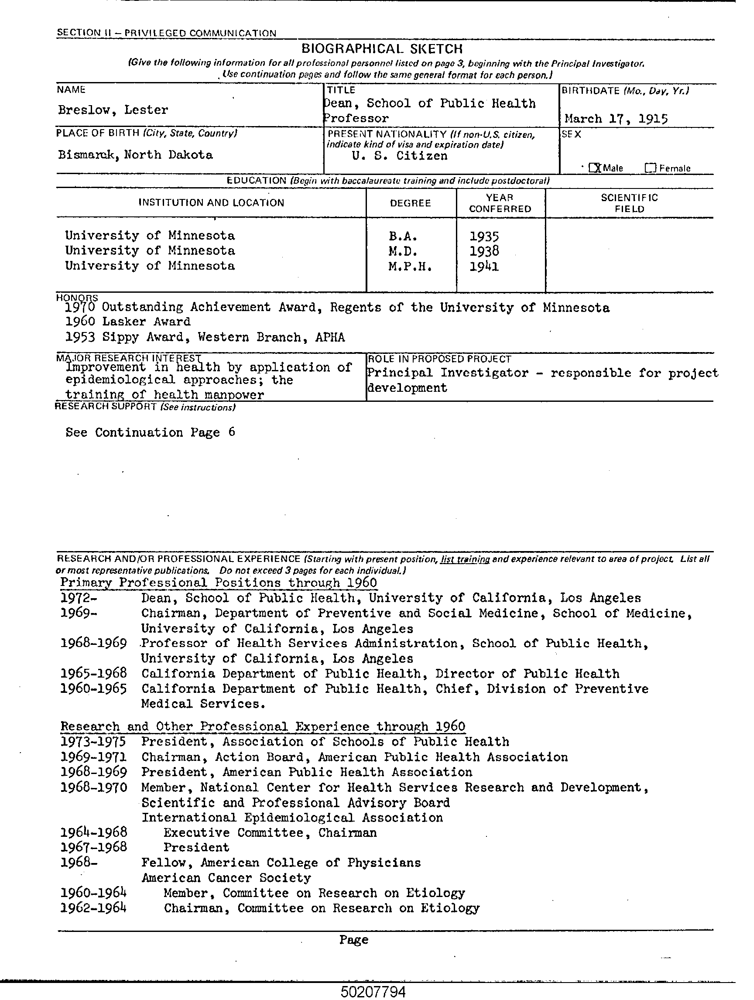 SECTION II — PRIVILEGED COMMUNICATION
BIOGRAPHICAL SKETCH
(Give the following information for all professional personnel listed on page 3, beginning with the Principal Investigator.
Use continuation pages and follow the same general format for each person.)
NAME
Breslow, Lester
TITLE
Dean, School of Public Health
Professor
BIRTHDATE (Mo., Day, Yr.)
March 17, 1915
PLACE OF BIRTH (City, State, Country)
Bismarck, North Dakota
PRESENT NATIONALITY (If non-U.S. citizen,
indicate kind of visa and expiration date)
U. S. Citizen
SEX
X Male Female
EDUCATION (Begin with baccalaureate training and include postdoctoral)
INSTITUTION AND LOCATION DEGREE YEAR CONFERRED SCIENTIFIC FIELD
University of Minnesota B.A. 1935
University of Minnesota M.D. 1938
University of Minnesota M.P.H. 1941
HONORS
1970 Outstanding Achievement Award, Regents of the University of Minnesota
1960 Lasker Award
1953 Sippy Award, Western Branch, APHA
MAJOR RESEARCH INTEREST
Improvement in health by application of
epidemiological approaches; the
training of health manpower
ROLE IN PROPOSED PROJECT
Principal Investigator - responsible for project
development
RESEARCH SUPPORT (See instructions)
See Continuation Page 6
RESEARCH AND/OR PROFESSIONAL EXPERIENCE (Starting with present position, list training and experience relevant to area of project. List all
or most representative publications. Do not exceed 3 pages for each individual.)
Primary Professional Positions through 1960
1972- Dean, School of Public Health, University of California, Los Angeles
1969- Chairman, Department of Preventive and Social Medicine, School of Medicine,
University of California, Los Angeles
1968-1969 Professor of Health Services Administration, School of Public Health,
University of California, Los Angeles
1965-1968 California Department of Public Health, Director of Public Health
1960-1965 California Department of Public Health, Chief, Division of Preventive
Medical Services.
Research and Other Professional Experience through 1960
1973-1975 President, Association of Schools of Public Health
1969-1971 Chairman, Action Board, American Public Health Association
1968-1969 President, American Public Health Association
1968-1970 Member, National Center for Health Services Research and Development,
Scientific and Professional Advisory Board
International Epidemiological Association
1964-1968 Executive Committee, Chairman
1967-1968 President
1968- Fellow, American College of Physicians
American Cancer Society
1960-1964 Member, Committee on Research on Etiology
1962-1964 Chairman, Committee on Research on Etiology
Page
50207794